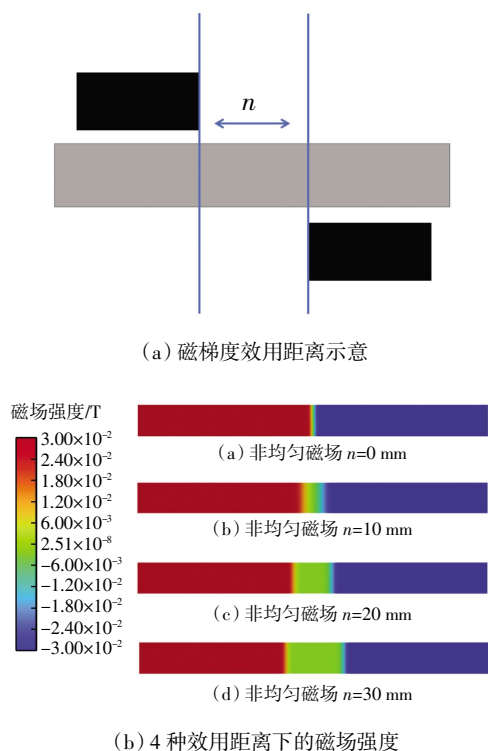 n
(a) 磁梯度效用距离示意
磁场强度/T
3.00×10⁻²
2.40×10⁻²
1.80×10⁻²
1.20×10⁻²
6.00×10⁻³
2.51×10⁻⁸
−6.00×10⁻³
−1.20×10⁻²
−1.80×10⁻²
−2.40×10⁻²
−3.00×10⁻²
(a) 非均匀磁场 n=0 mm
(b) 非均匀磁场 n=10 mm
(c) 非均匀磁场 n=20 mm
(d) 非均匀磁场 n=30 mm
(b) 4 种效用距离下的磁场强度